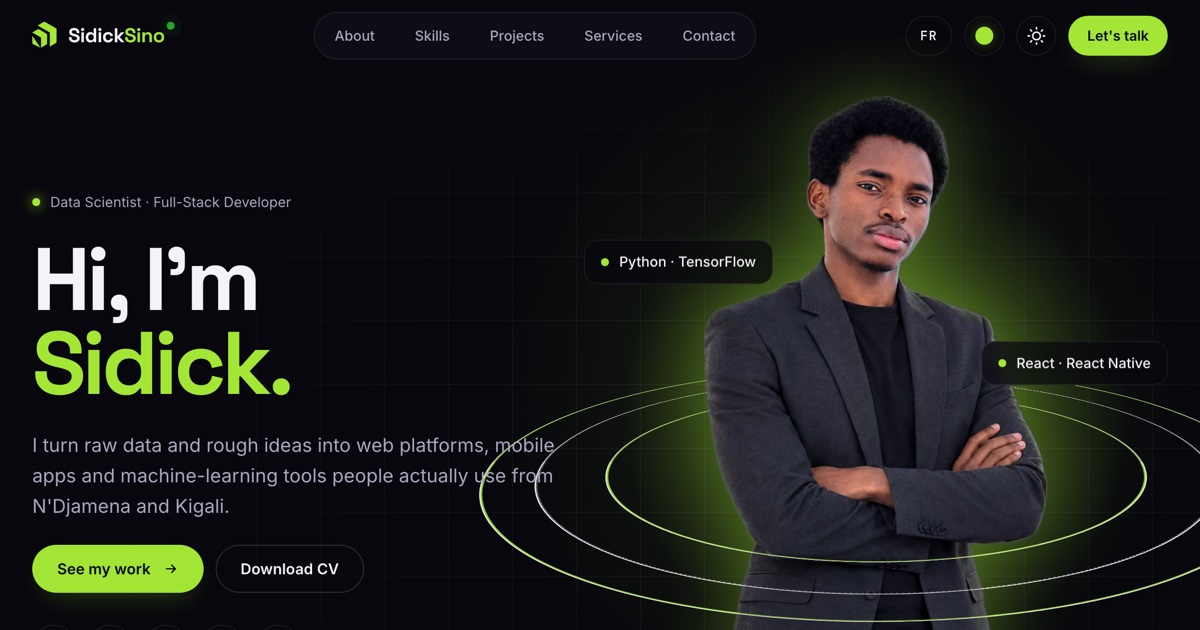 SidickSino
About
Skills
Projects
Services
Contact
FR
Let's talk
Data Scientist · Full-Stack Developer
Hi, I’m
Sidick.
Python · TensorFlow
React · React Native
I turn raw data and rough ideas into web platforms, mobile
apps and machine-learning tools people actually use from
N'Djamena and Kigali.
See my work →
Download CV